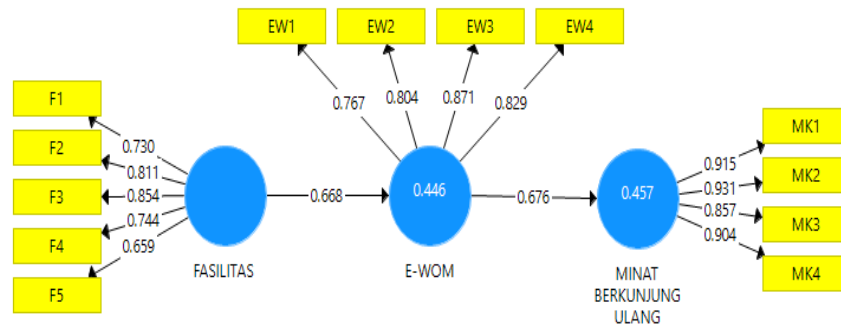 EW1
EW2
EW3
EW4
0.767
0.804
0.871
0.829
F1
F2
F3
F4
F5
0.730
0.811
0.854
0.744
0.659
FASILITAS
0.668
0.446
E-WOM
0.676
0.457
MINAT
BERKUNJUNG
ULANG
0.915
0.931
0.857
0.904
MK1
MK2
MK3
MK4